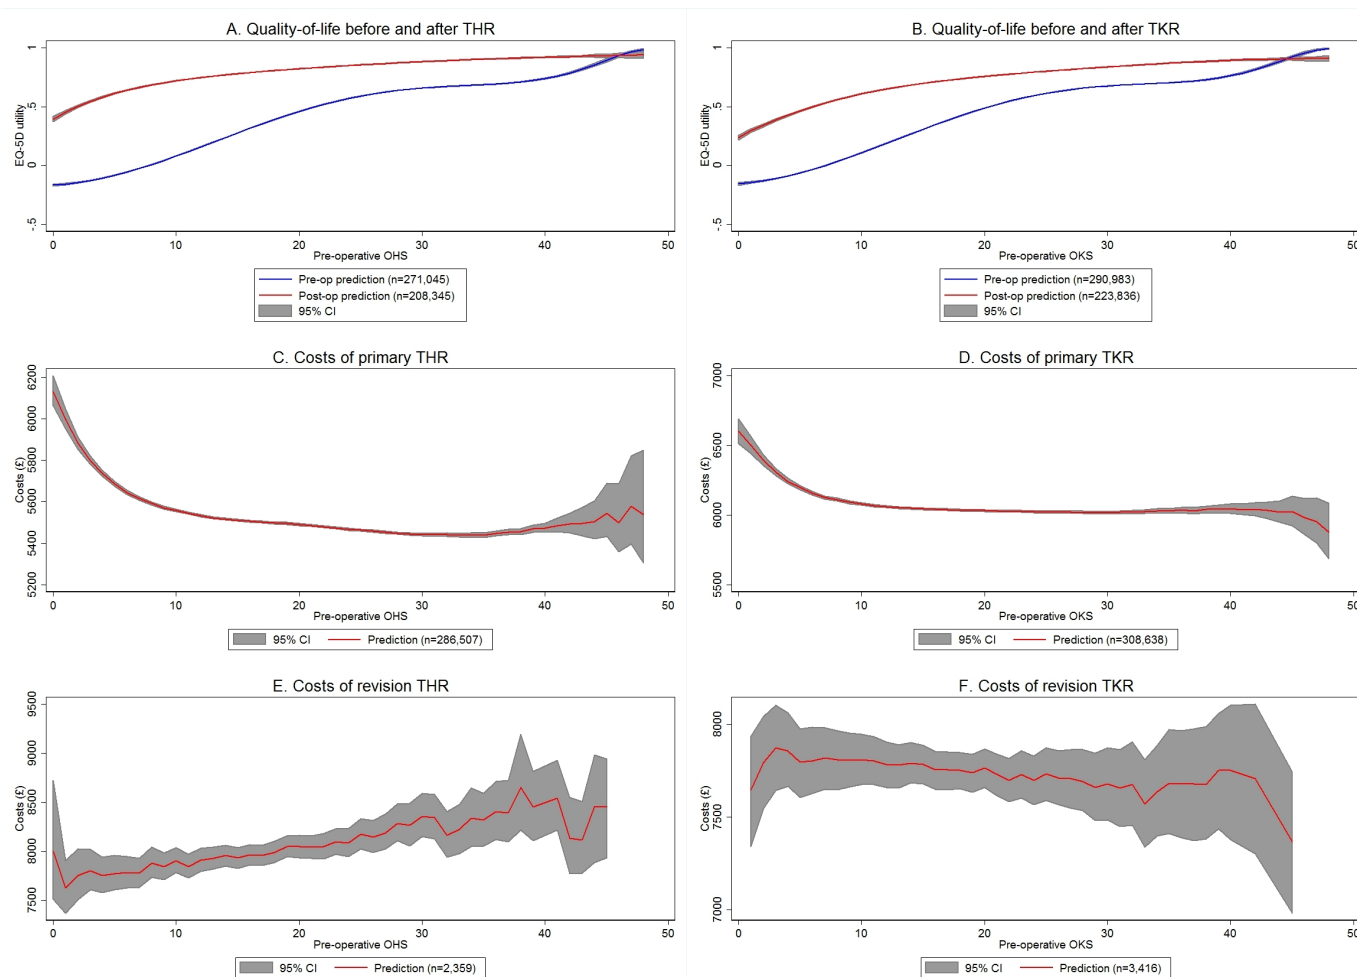 A. Quality-of-life before and after THR
EQ-5D utility
1
.5
0
-.5
0 10 20 30 40 50
Pre-operative OHS
Pre-op prediction (n=271,045)
Post-op prediction (n=208,345)
95% CI
B. Quality-of-life before and after TKR
EQ-5D utility
1
.5
0
-.5
0 10 20 30 40 50
Pre-operative OKS
Pre-op prediction (n=290,983)
Post-op prediction (n=223,836)
95% CI
C. Costs of primary THR
Costs (£)
6200
6000
5800
5600
5400
5200
0 10 20 30 40 50
Pre-operative OHS
95% CI Prediction (n=286,507)
D. Costs of primary TKR
Costs (£)
7000
6500
6000
5500
0 10 20 30 40 50
Pre-operative OKS
95% CI Prediction (n=308,638)
E. Costs of revision THR
Costs (£)
9500
9000
8500
8000
7500
0 10 20 30 40 50
Pre-operative OHS
95% CI Prediction (n=2,359)
F. Costs of revision TKR
Costs (£)
8000
7500
7000
0 10 20 30 40 50
Pre-operative OKS
95% CI Prediction (n=3,416)